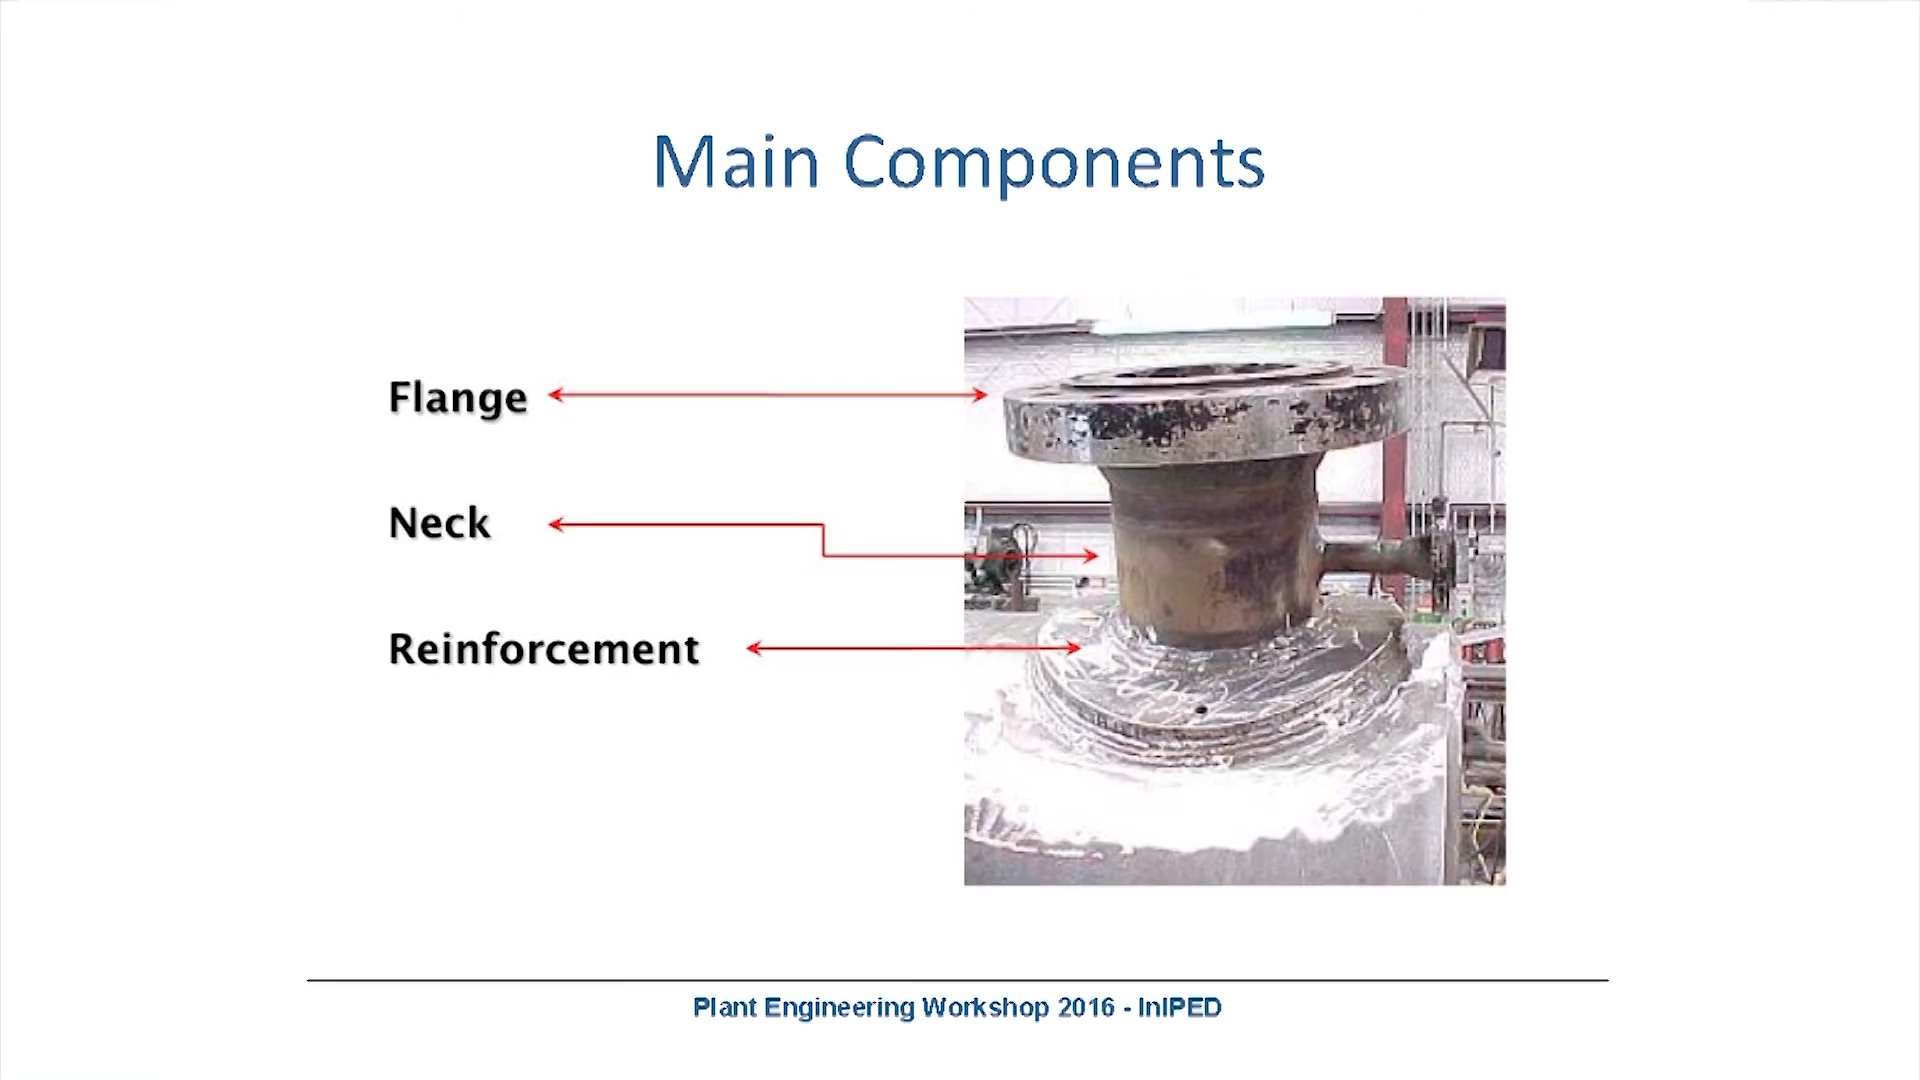 Main Components
Flange
Neck
Reinforcement
Plant Engineering Workshop 2016 - InIPED